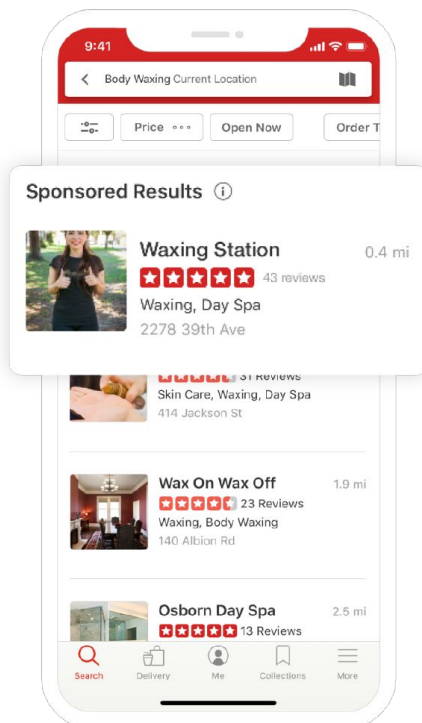 9:41
Body Waxing Current Location
Price
Open Now
Order T
Sponsored Results
Waxing Station
0.4 mi
43 reviews
Waxing, Day Spa
2278 39th Ave
31 Reviews
Skin Care, Waxing, Day Spa
414 Jackson St
Wax On Wax Off
1.9 mi
23 Reviews
Waxing, Body Waxing
140 Albion Rd
Osborn Day Spa
2.5 mi
13 Reviews
Search
Delivery
Me
Collections
More